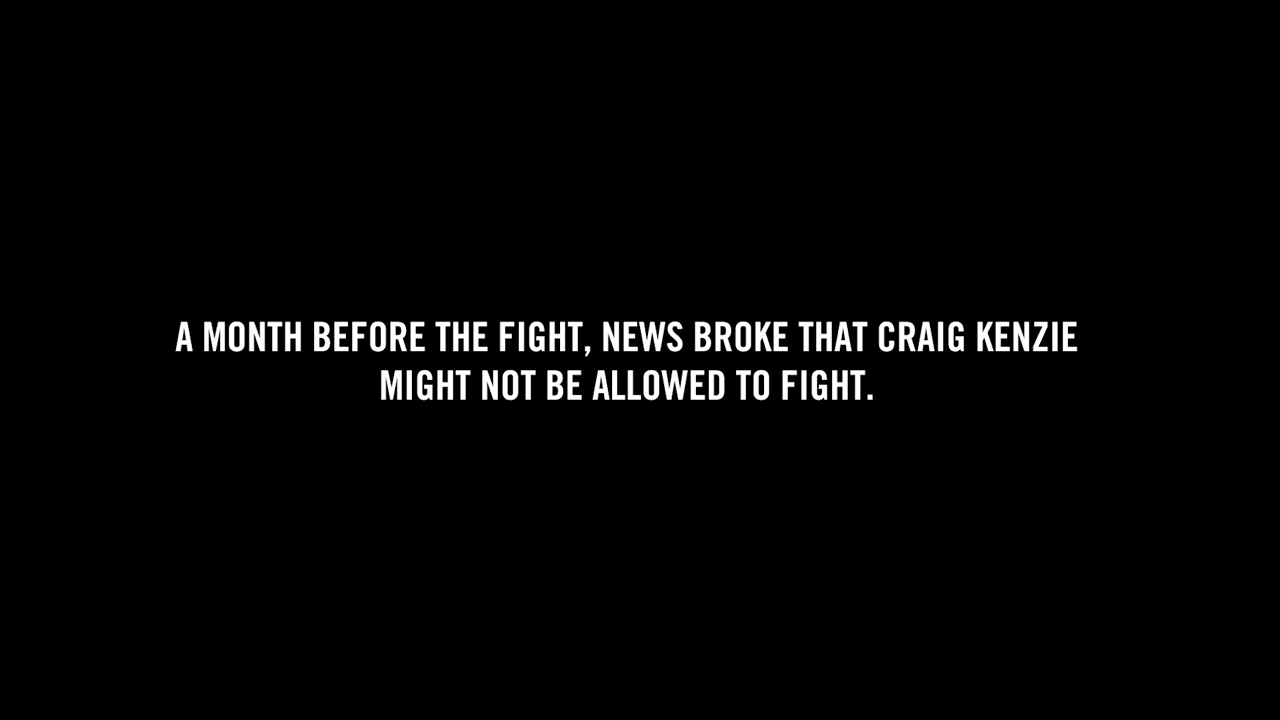 A MONTH BEFORE THE FIGHT, NEWS BROKE THAT CRAIG KENZIE
MIGHT NOT BE ALLOWED TO FIGHT.